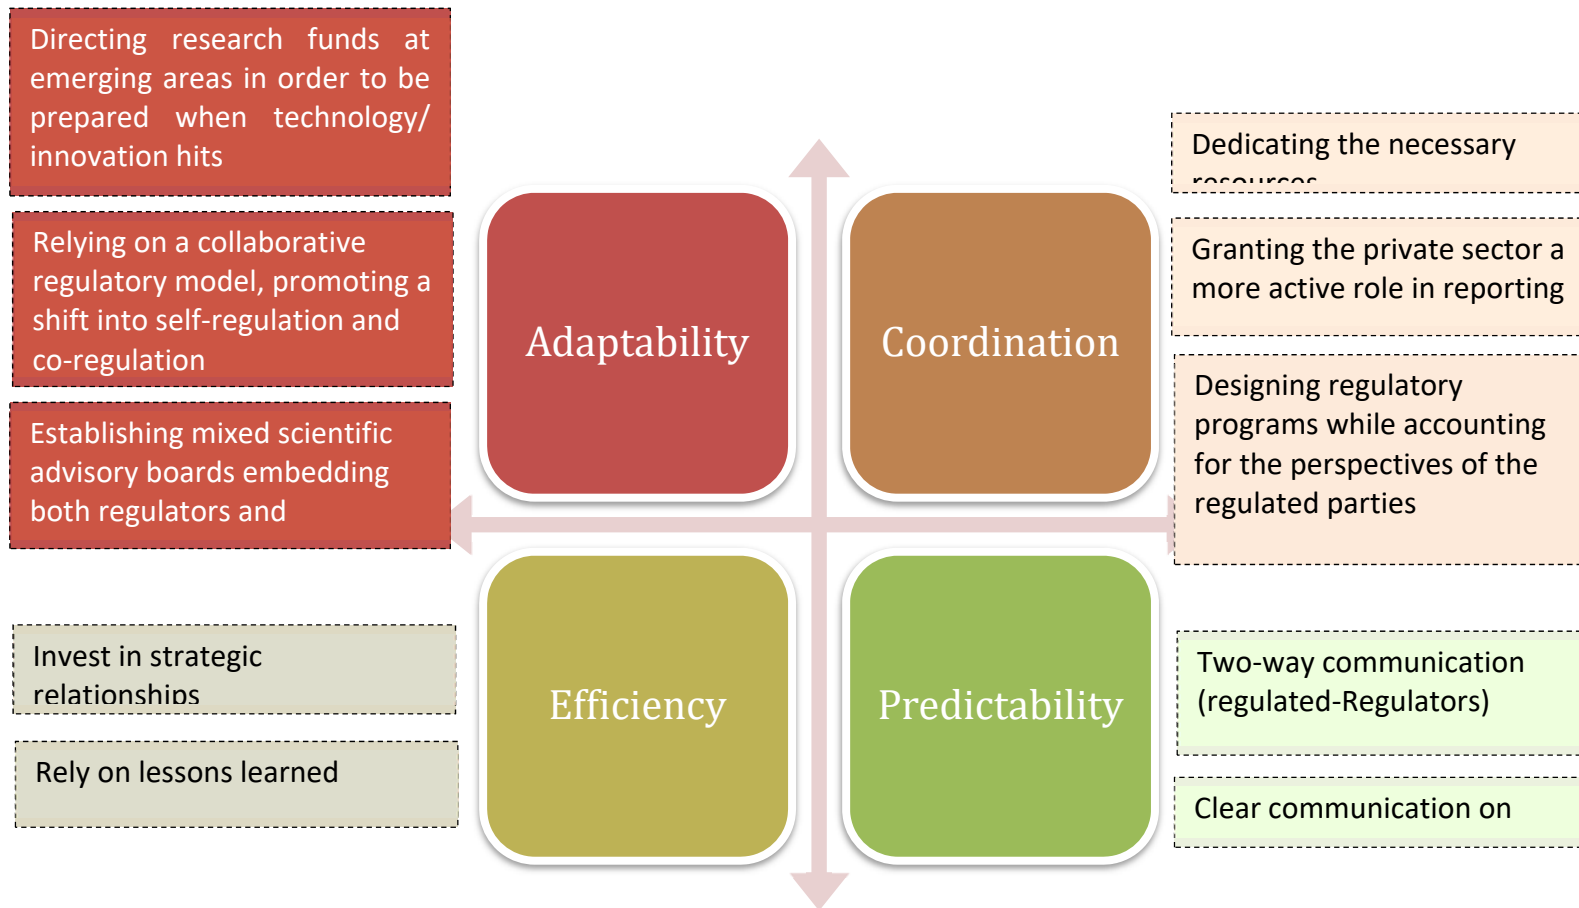 Directing research funds at
emerging areas in order to be
prepared when technology/
innovation hits
Relying on a collaborative
regulatory model, promoting a
shift into self-regulation and
co-regulation
Establishing mixed scientific
advisory boards embedding
both regulators and
Adaptability
Coordination
Dedicating the necessary
resources
Granting the private sector a
more active role in reporting
Designing regulatory
programs while accounting
for the perspectives of the
regulated parties
Invest in strategic
relationships
Rely on lessons learned
Efficiency
Predictability
Two-way communication
(regulated-Regulators)
Clear communication on